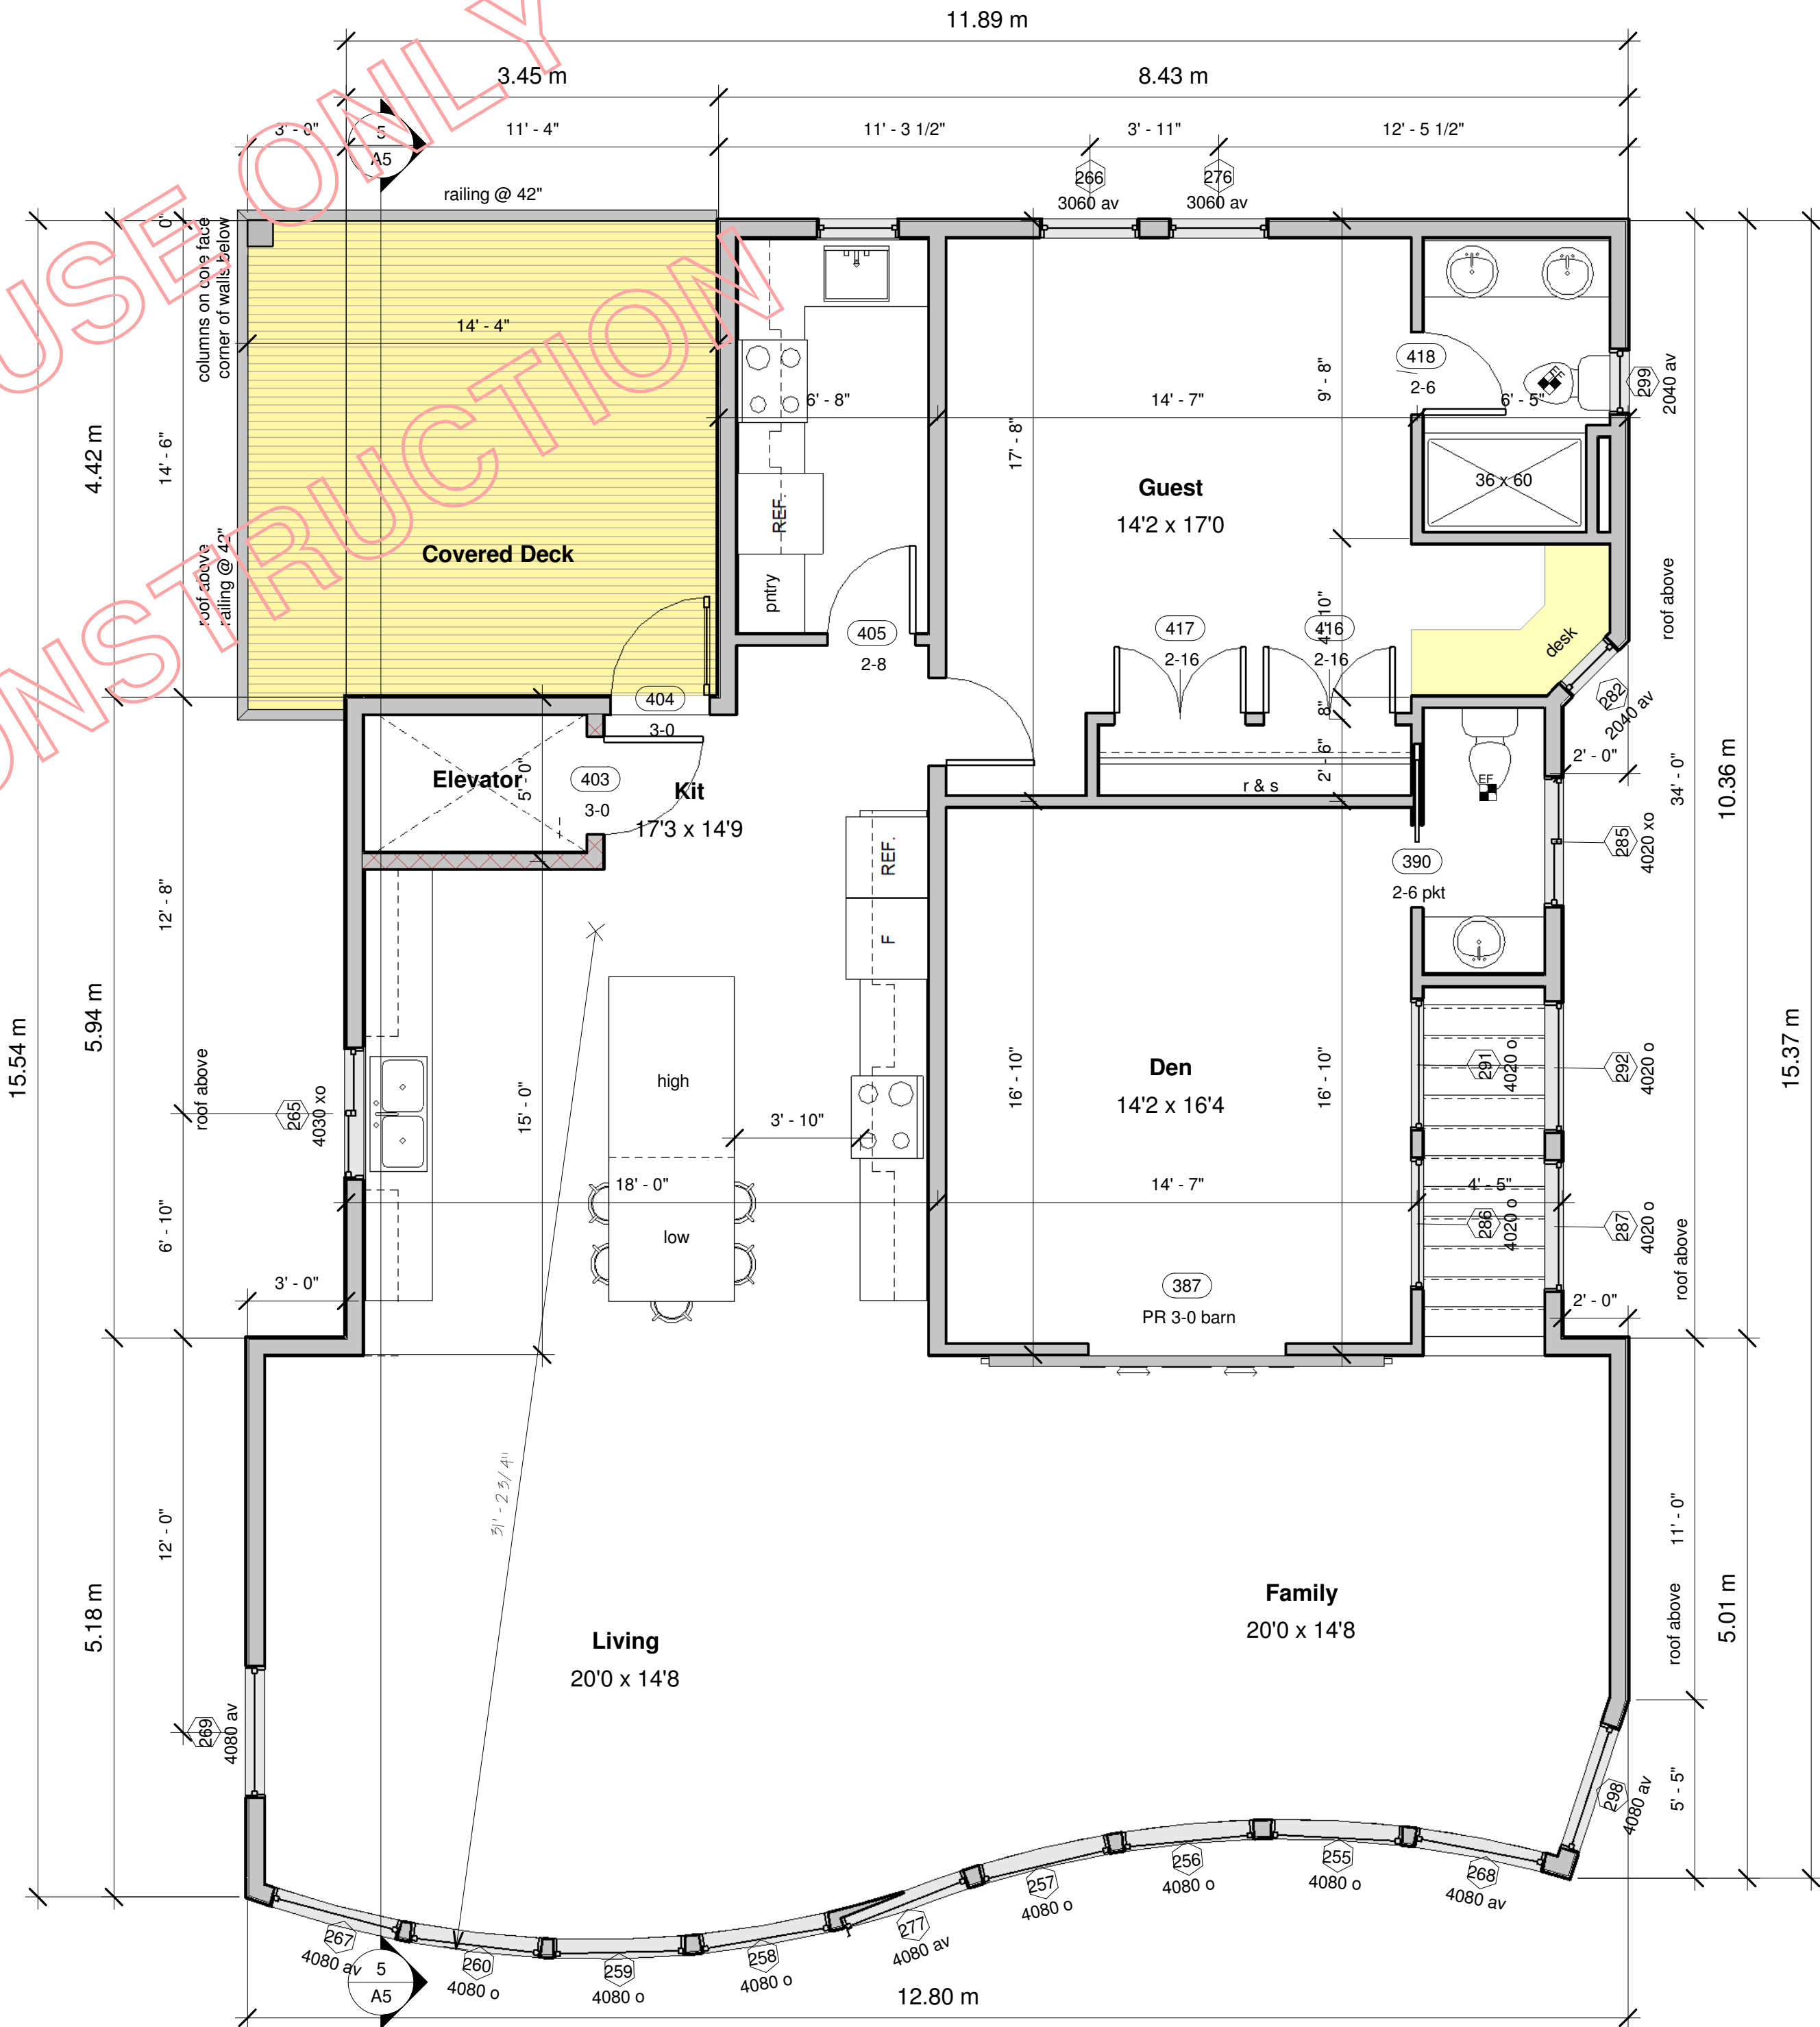 11.89 m
3.45 m
8.43 m
3' - 0"
11' - 4"
11' - 3 1/2"
3' - 11"
12' - 5 1/2"
5
A5
266
3060 av
276
3060 av
railing @ 42"
USE ONLY
CONSTRUCTION
0"
columns on core face
corner of walls below
14' - 4"
14' - 6"
4.42 m
roof above
railing @ 42"
Covered Deck
6' - 8"
REF.
pntry
405
2-8
14' - 7"
17' - 8"
9' - 8"
Guest
14'2 x 17'0
418
2-6
EF
6' - 5"
299
2040 av
36 x 60
roof above
desk
282
2040 av
417
2-16
416
2-16
4' - 10"
8"
2' - 6"
r & s
404
3-0
Elevator
5' - 0"
403
3-0
Kit
17'3 x 14'9
REF.
F
EF
2' - 0"
34' - 0"
10.36 m
285
4020 xo
390
2-6 pkt
12' - 8"
5.94 m
15.54 m
roof above
265
4030 xo
15' - 0"
high
3' - 10"
low
18' - 0"
16' - 10"
Den
14'2 x 16'4
16' - 10"
14' - 7"
4' - 5"
291
4020 o
292
4020 o
286
4020 o
287
4020 o
15.37 m
roof above
6' - 10"
3' - 0"
387
PR 3-0 barn
2' - 0"
12' - 0"
5.18 m
31' - 2 3/4"
Living
20'0 x 14'8
Family
20'0 x 14'8
11' - 0"
roof above
5.01 m
269
4080 av
5' - 5"
298
4080 av
267
4080 av
260
4080 o
259
4080 o
258
4080 o
277
4080 av
257
4080 o
256
4080 o
255
4080 o
268
4080 av
5
A5
12.80 m